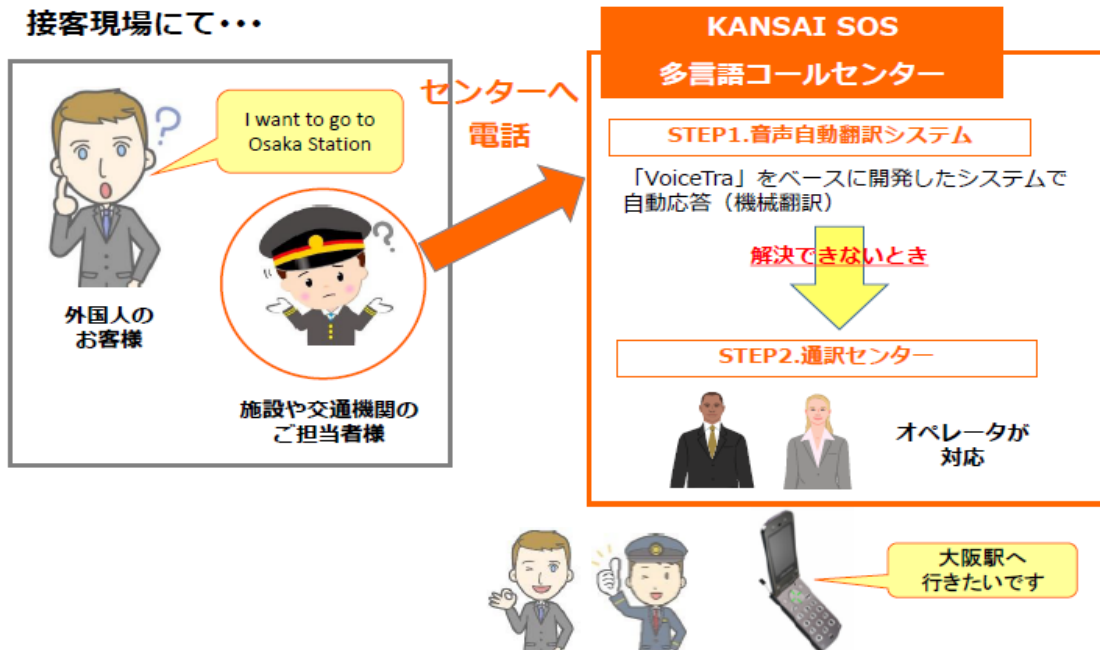 接客現場にて・・・
I want to go to
Osaka Station
外国人の
お客様
施設や交通機関の
ご担当者様
センターへ
電話
KANSAI SOS
多言語コールセンター
STEP1.音声自動翻訳システム
「VoiceTra」をベースに開発したシステムで
自動応答（機械翻訳）
解決できないとき
STEP2.通訳センター
オペレータが
対応
大阪駅へ
行きたいです